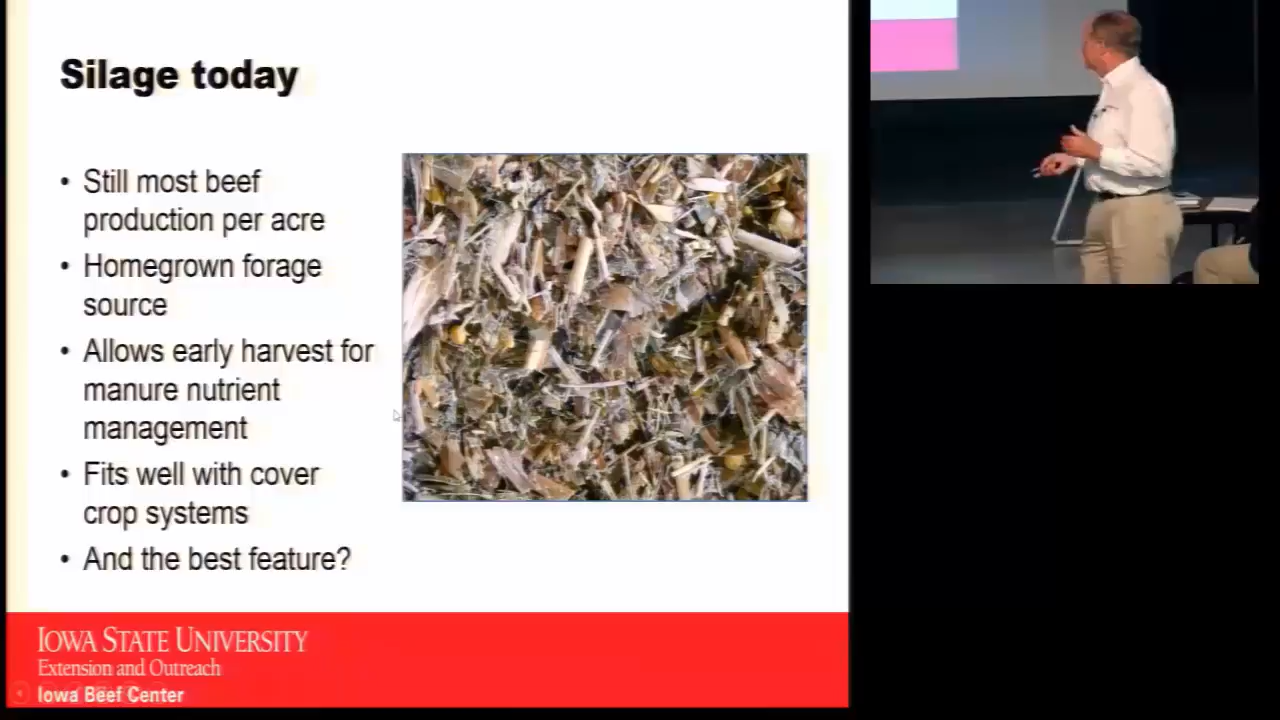 Silage today
• Still most beef
production per acre
• Homegrown forage
source
• Allows early harvest for
manure nutrient
management
• Fits well with cover
crop systems
• And the best feature?
IOWA STATE UNIVERSITY
Extension and Outreach
Iowa Beef Center